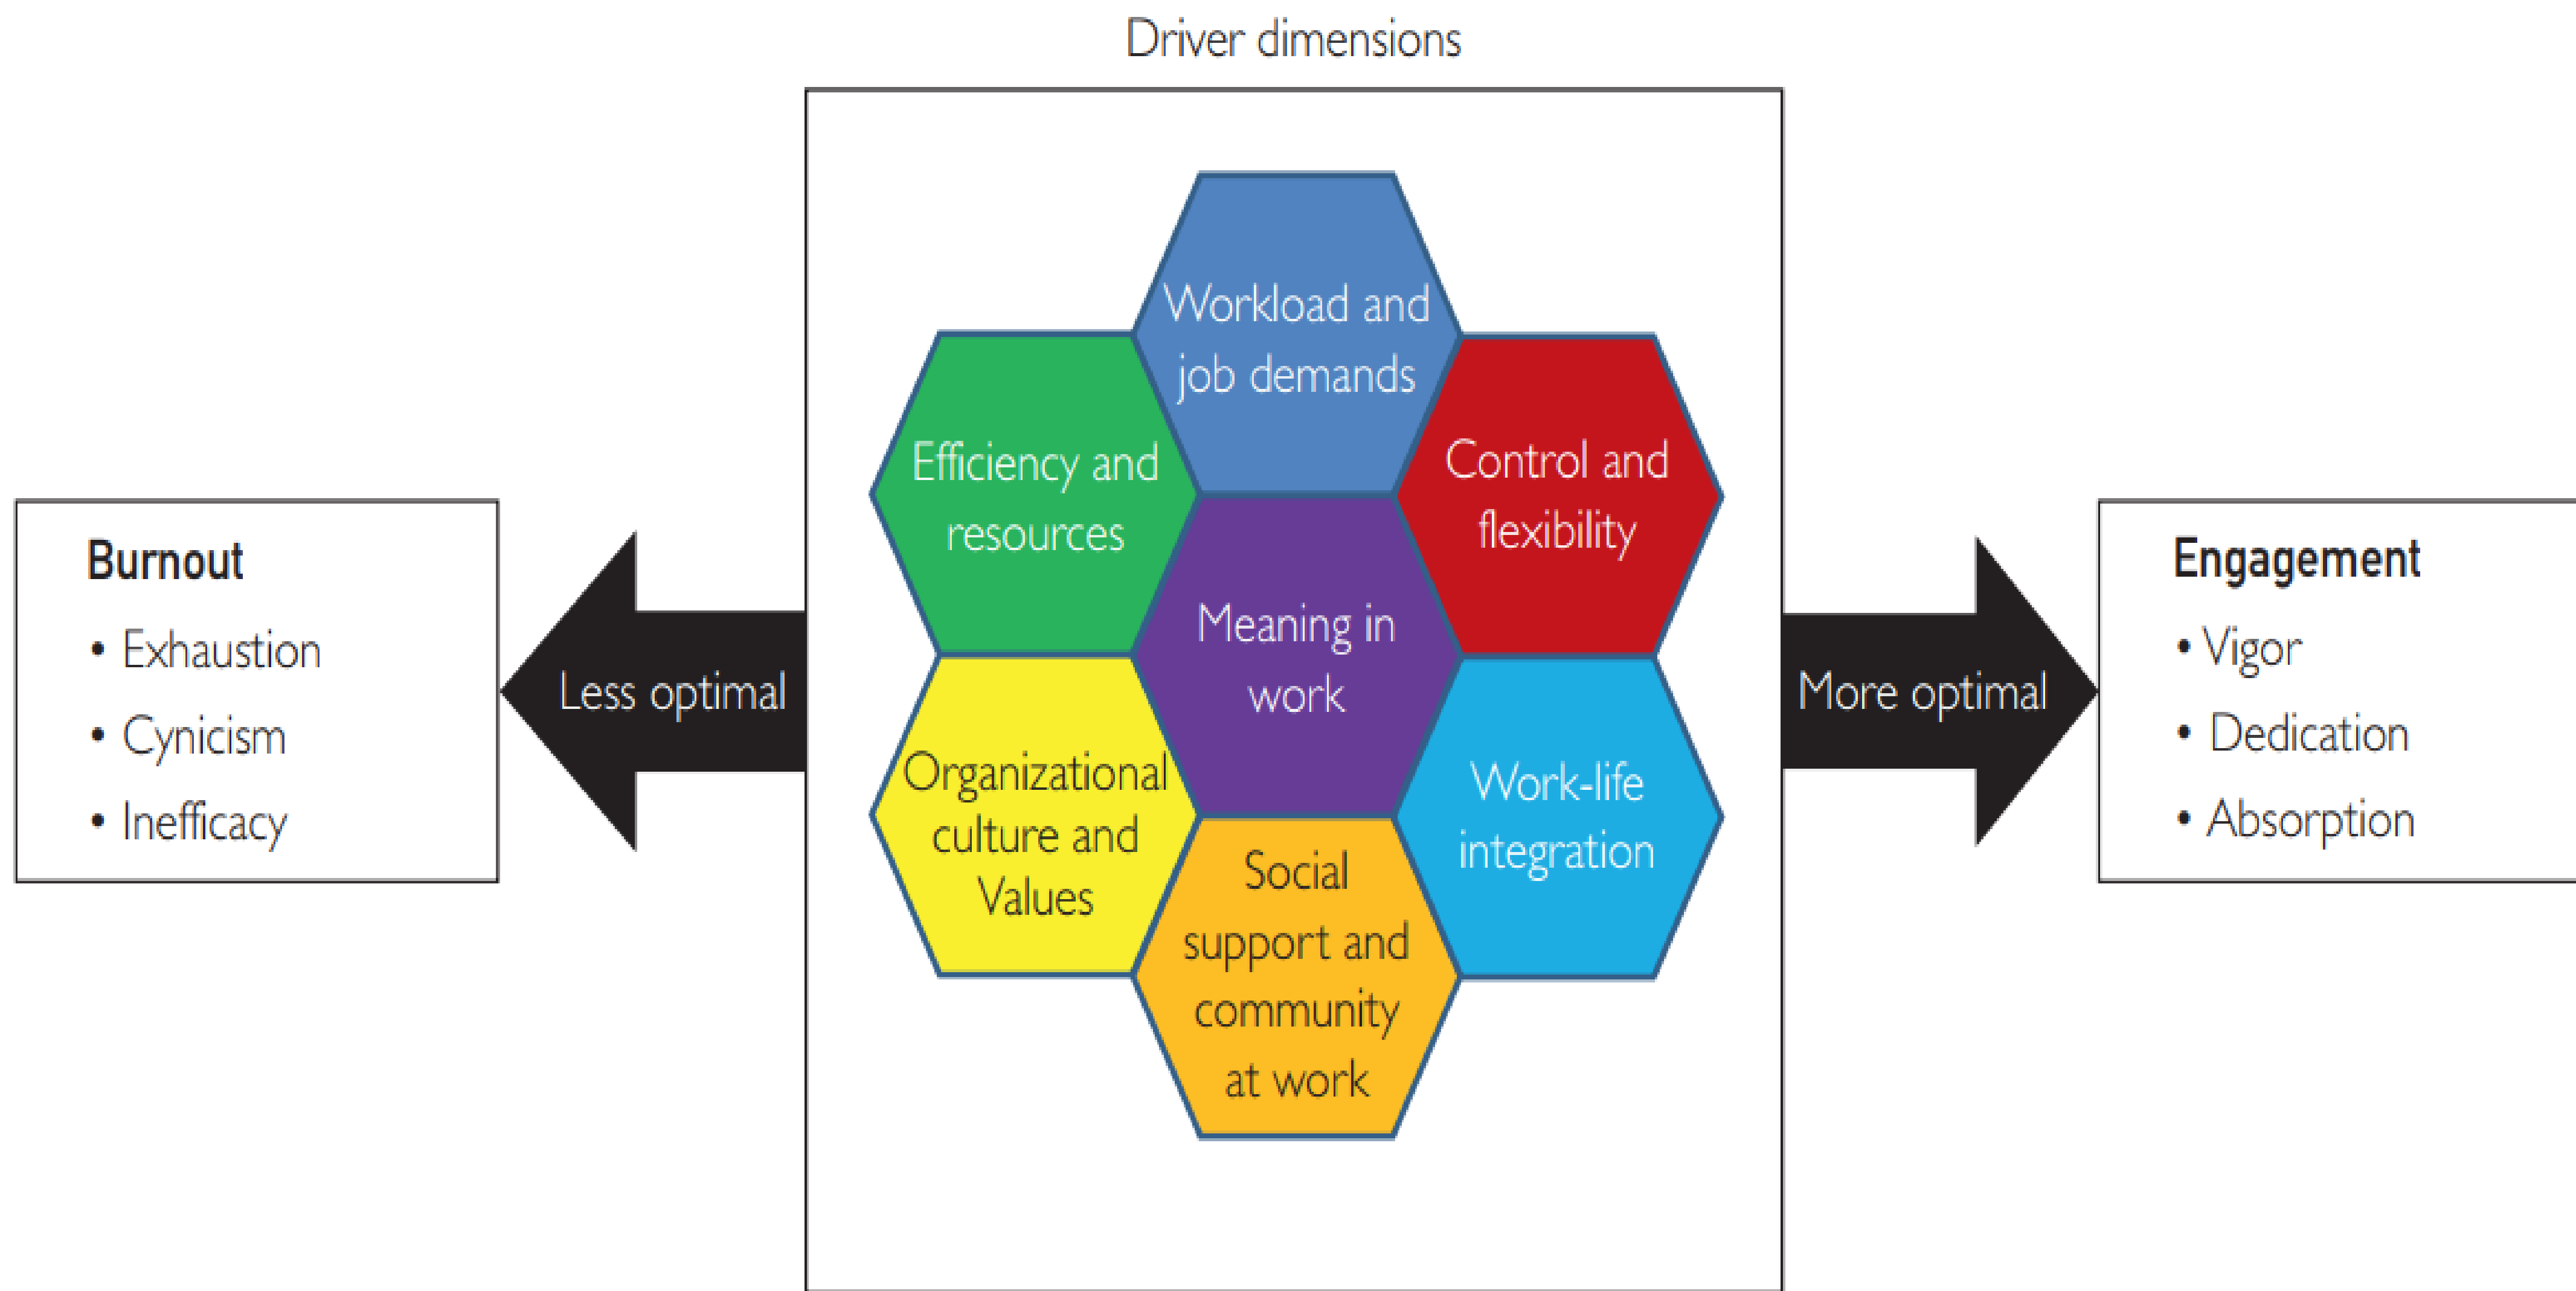 Driver dimensions
Workload and
job demands
Efficiency and
resources
Control and
flexibility
Meaning in
work
Organizational
culture and
Values
Work-life
integration
Social
support and
community
at work
Burnout
• Exhaustion
• Cynicism
• Inefficacy
Less optimal
More optimal
Engagement
• Vigor
• Dedication
• Absorption